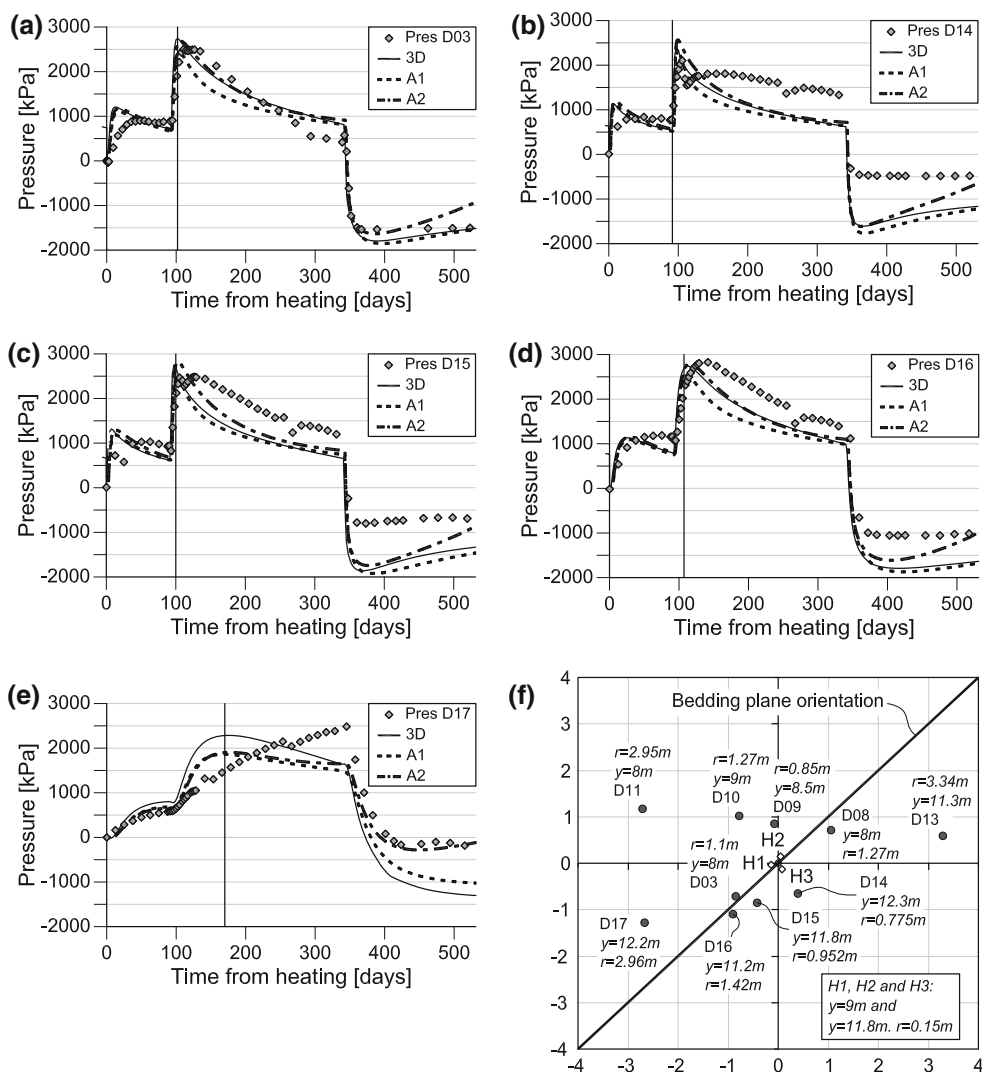 (a)
3000
2000
1000
0
-1000
-2000
Pressure [kPa]
Pres D03
3D
A1
A2
0 100 200 300 400 500
Time from heating [days]
(b)
3000
2000
1000
0
-1000
-2000
Pressure [kPa]
Pres D14
3D
A1
A2
0 100 200 300 400 500
Time from heating [days]
(c)
3000
2000
1000
0
-1000
-2000
Pressure [kPa]
Pres D15
3D
A1
A2
0 100 200 300 400 500
Time from heating [days]
(d)
3000
2000
1000
0
-1000
-2000
Pressure [kPa]
Pres D16
3D
A1
A2
0 100 200 300 400 500
Time from heating [days]
(e)
3000
2000
1000
0
-1000
-2000
Pressure [kPa]
Pres D17
3D
A1
A2
0 100 200 300 400 500
Time from heating [days]
(f)
4
3
2
1
0
-1
-2
-3
-4
Bedding plane orientation
r=2.95m
y=8m
D11
r=1.27m
y=9m
D10
r=0.85m
y=8.5m
D09
r=3.34m
y=11.3m
D13
D08
y=8m
r=1.27m
r=1.1m
y=8m
D03
H2
H1
H3
D14
y=12.3m
r=0.775m
D17
y=12.2m
r=2.96m
D16
y=11.2m
r=1.42m
D15
y=11.8m
r=0.952m
H1, H2 and H3:
y=9m and
y=11.8m. r=0.15m
-4 -3 -2 -1 0 1 2 3 4